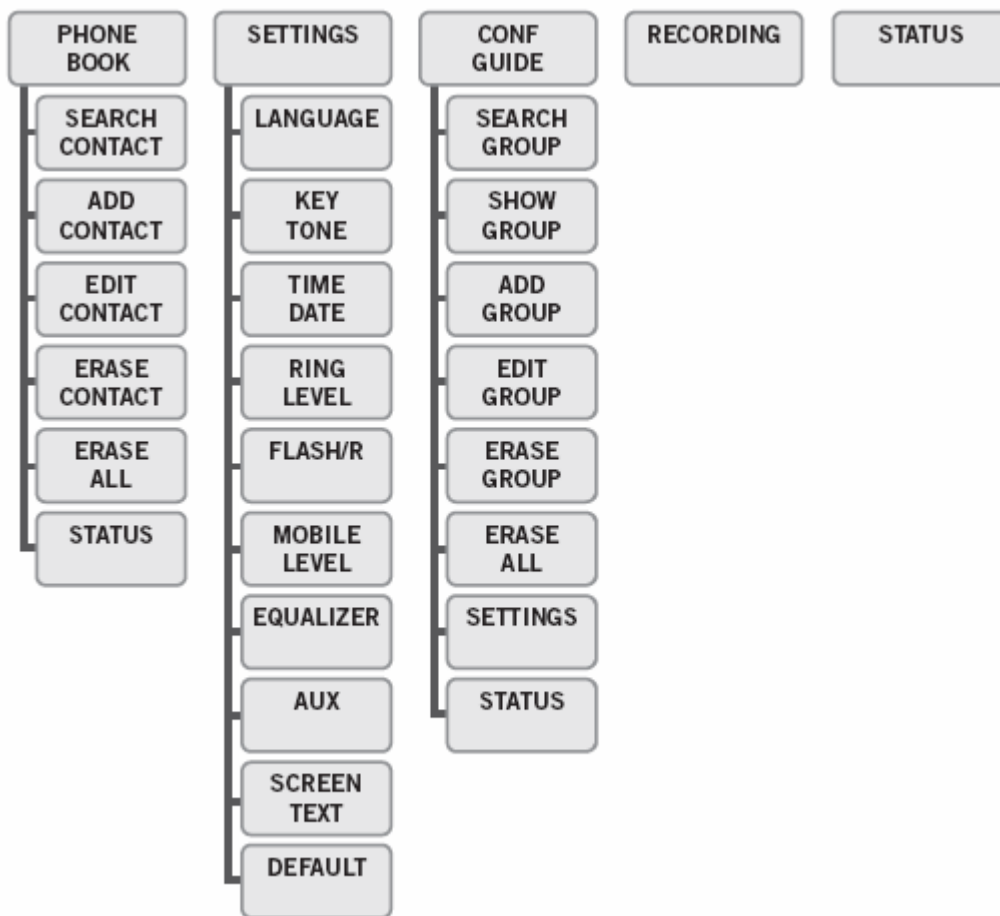 PHONE
BOOK
SEARCH
CONTACT
ADD
CONTACT
EDIT
CONTACT
ERASE
CONTACT
ERASE
ALL
STATUS
SETTINGS
LANGUAGE
KEY
TONE
TIME
DATE
RING
LEVEL
FLASH/R
MOBILE
LEVEL
EQUALIZER
AUX
SCREEN
TEXT
DEFAULT
CONF
GUIDE
SEARCH
GROUP
SHOW
GROUP
ADD
GROUP
EDIT
GROUP
ERASE
GROUP
ERASE
ALL
SETTINGS
STATUS
RECORDING
STATUS